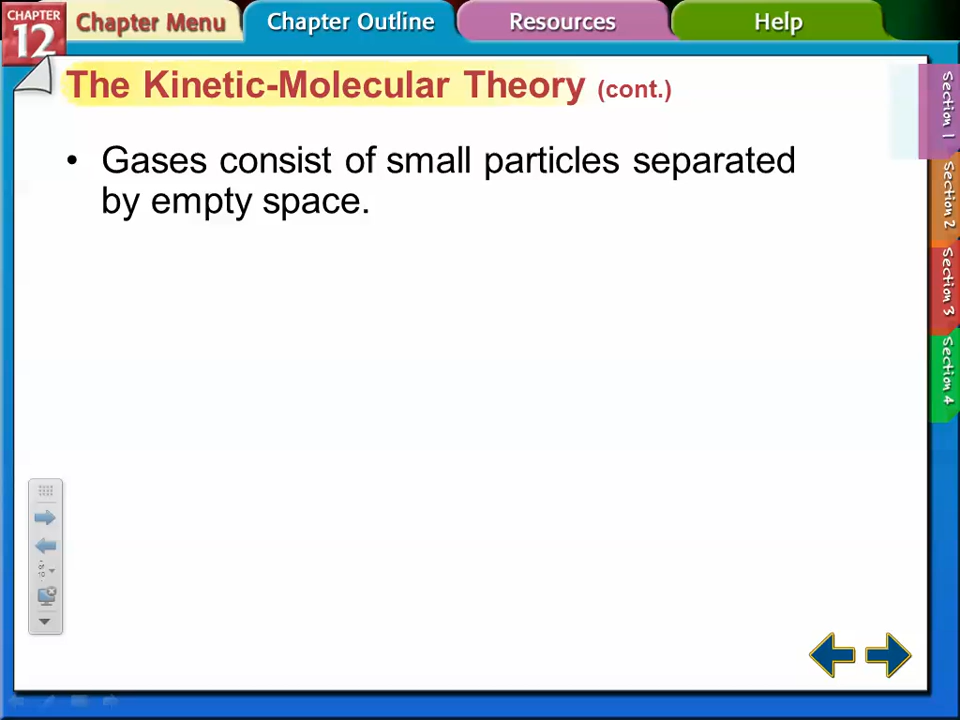 CHAPTER
12
Chapter Menu
Chapter Outline
Resources
Help
The Kinetic-Molecular Theory (cont.)
• Gases consist of small particles separated
by empty space.
Section 1
Section 2
Section 3
Section 4